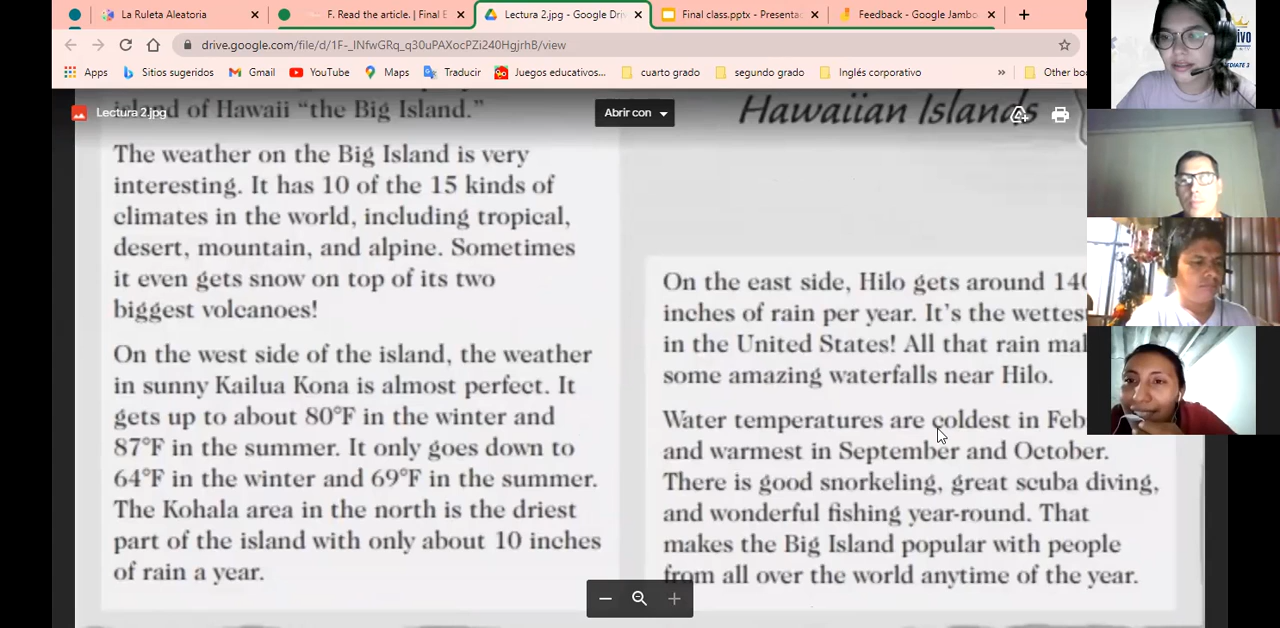 La Ruleta Aleatoria
F. Read the article. | Final E
Lectura 2.jpg - Google Dri
Final class.pptx - Presentac
Feedback - Google Jambo
drive.google.com/file/d/1F-_INfwGRq_q30uPAXocPZi240HgjrhB/view
Apps
Sitios sugeridos
Gmail
YouTube
Maps
Traducir
Juegos educativos...
cuarto grado
segundo grado
Inglés corporativo
»
Other bo
Lectura 2.jpg
Abrir con
island of Hawaii “the Big Island.”
The weather on the Big Island is very
interesting. It has 10 of the 15 kinds of
climates in the world, including tropical,
desert, mountain, and alpine. Sometimes
it even gets snow on top of its two
biggest volcanoes!
On the west side of the island, the weather
in sunny Kailua Kona is almost perfect. It
gets up to about 80°F in the winter and
87°F in the summer. It only goes down to
64°F in the winter and 69°F in the summer.
The Kohala area in the north is the driest
part of the island with only about 10 inches
of rain a year.
Hawaiian Islands
On the east side, Hilo gets around 140
inches of rain per year. It’s the wettes
in the United States! All that rain mak
some amazing waterfalls near Hilo.
Water temperatures are coldest in Feb
and warmest in September and October.
There is good snorkeling, great scuba diving,
and wonderful fishing year-round. That
makes the Big Island popular with people
from all over the world anytime of the year.